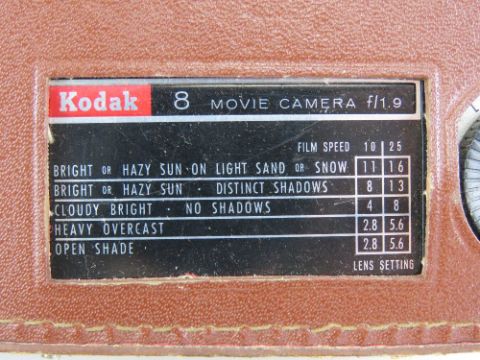 Kodak 8 MOVIE CAMERA f/1.9
FILM SPEED 10 25
BRIGHT OR HAZY SUN ON LIGHT SAND OR SNOW 11 16
BRIGHT OR HAZY SUN · DISTINCT SHADOWS 8 13
CLOUDY BRIGHT · NO SHADOWS 4 8
HEAVY OVERCAST 2.8 5.6
OPEN SHADE 2.8 5.6
LENS SETTING